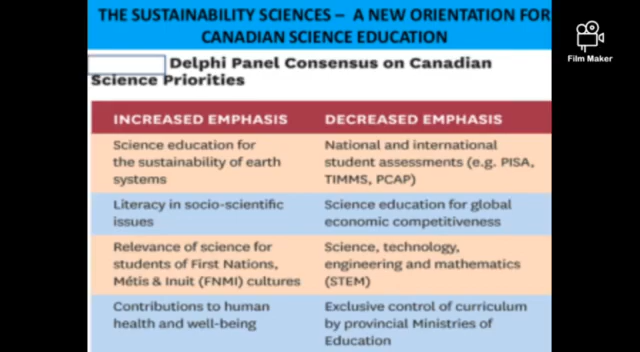 THE SUSTAINABILITY SCIENCES – A NEW ORIENTATION FOR
CANADIAN SCIENCE EDUCATION
Film Maker
Delphi Panel Consensus on Canadian
Science Priorities
INCREASED EMPHASIS
DECREASED EMPHASIS
Science education for
the sustainability of earth
systems
National and international
student assessments (e.g. PISA,
TIMMS, PCAP)
Literacy in socio-scientific
issues
Science education for global
economic competitiveness
Relevance of science for
students of First Nations,
Métis & Inuit (FNMI) cultures
Science, technology,
engineering and mathematics
(STEM)
Contributions to human
health and well-being
Exclusive control of curriculum
by provincial Ministries of
Education